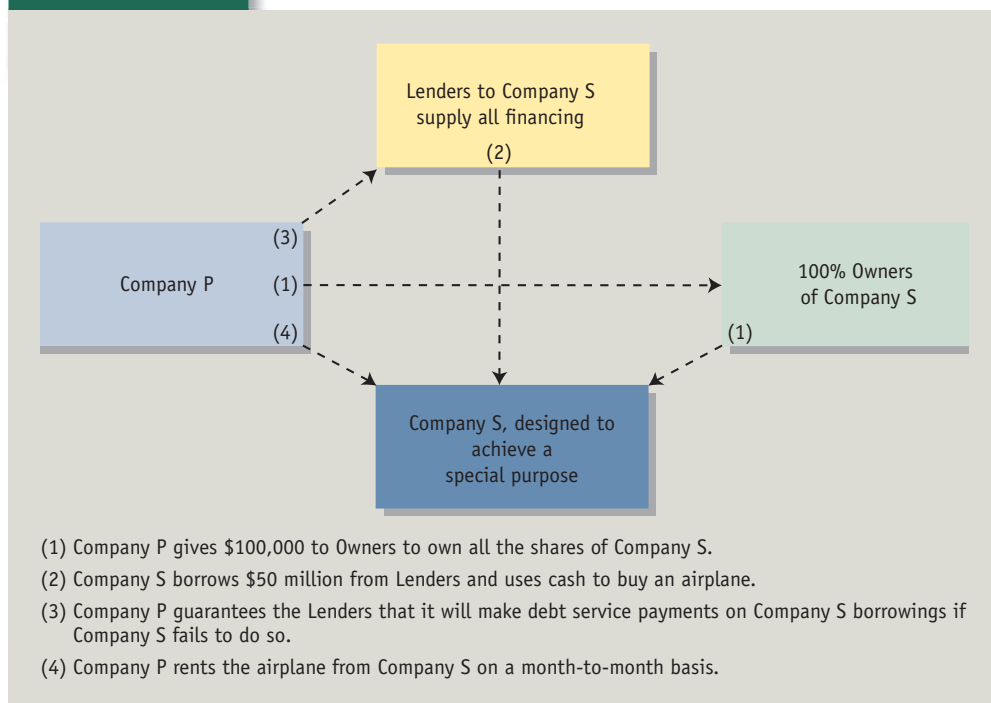 Lenders to Company S
supply all financing
(2)
(3)
Company P
(1)
(4)
100% Owners
of Company S
(1)
Company S, designed to
achieve a
special purpose
(1) Company P gives $100,000 to Owners to own all the shares of Company S.
(2) Company S borrows $50 million from Lenders and uses cash to buy an airplane.
(3) Company P guarantees the Lenders that it will make debt service payments on Company S borrowings if
Company S fails to do so.
(4) Company P rents the airplane from Company S on a month-to-month basis.